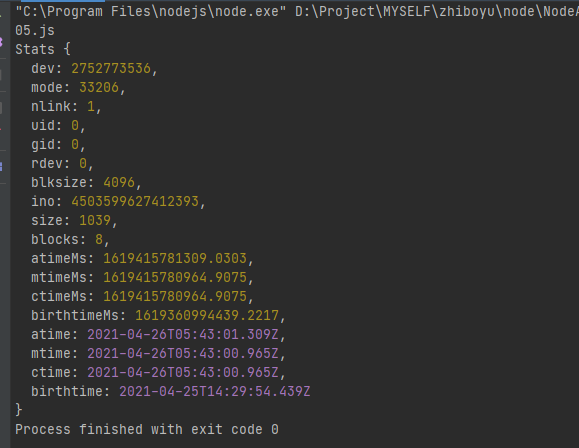 "C:\Program Files\nodejs\node.exe" D:\Project\MYSELF\zhiboyu\node\Node
05.js
Stats {
  dev: 2752773536,
  mode: 33206,
  nlink: 1,
  uid: 0,
  gid: 0,
  rdev: 0,
  blksize: 4096,
  ino: 4503599627412393,
  size: 1039,
  blocks: 8,
  atimeMs: 1619415781309.0303,
  mtimeMs: 1619415780964.9075,
  ctimeMs: 1619415780964.9075,
  birthtimeMs: 1619360994439.2217,
  atime: 2021-04-26T05:43:01.309Z,
  mtime: 2021-04-26T05:43:00.965Z,
  ctime: 2021-04-26T05:43:00.965Z,
  birthtime: 2021-04-25T14:29:54.439Z
}
Process finished with exit code 0